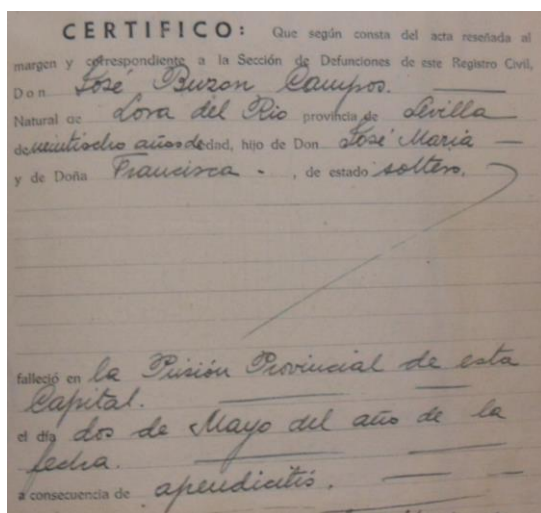 CERTIFICO: Que según consta del acta reseñada al
margen y correspondiente a la Sección de Defunciones de este Registro Civil,
Don José Buzon Campos.
Natural de Lora del Rio provincia de Sevilla
de veintiocho años de edad, hijo de Don José Maria
y de Doña Francisca . , de estado soltero.
falleció en la Prisión Provincial de esta
Capital.
el día dos de Mayo del año de la
fecha.
a consecuencia de apendicitis.